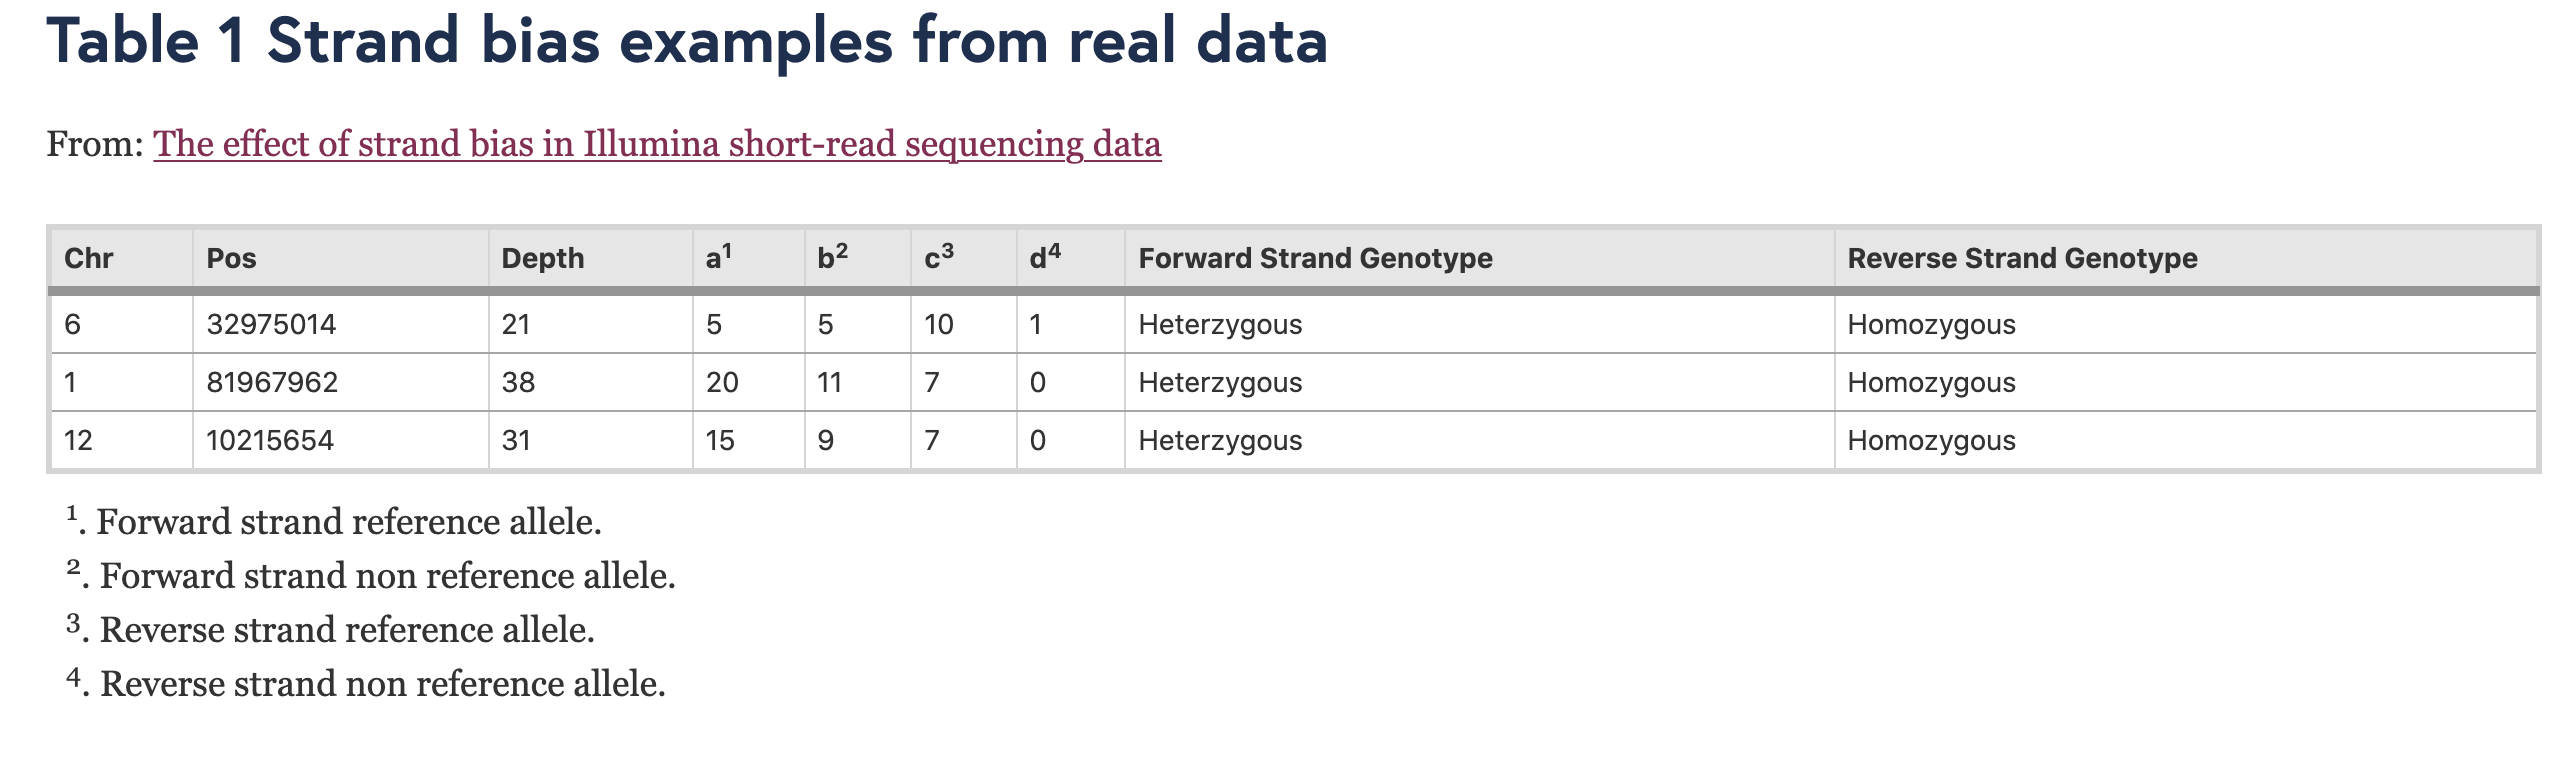 Table 1 Strand bias examples from real data
From: The effect of strand bias in Illumina short-read sequencing data
Chr Pos Depth a¹ b² c³ d⁴ Forward Strand Genotype Reverse Strand Genotype
6 32975014 21 5 5 10 1 Heterzygous Homozygous
1 81967962 38 20 11 7 0 Heterzygous Homozygous
12 10215654 31 15 9 7 0 Heterzygous Homozygous
¹. Forward strand reference allele.
². Forward strand non reference allele.
³. Reverse strand reference allele.
⁴. Reverse strand non reference allele.